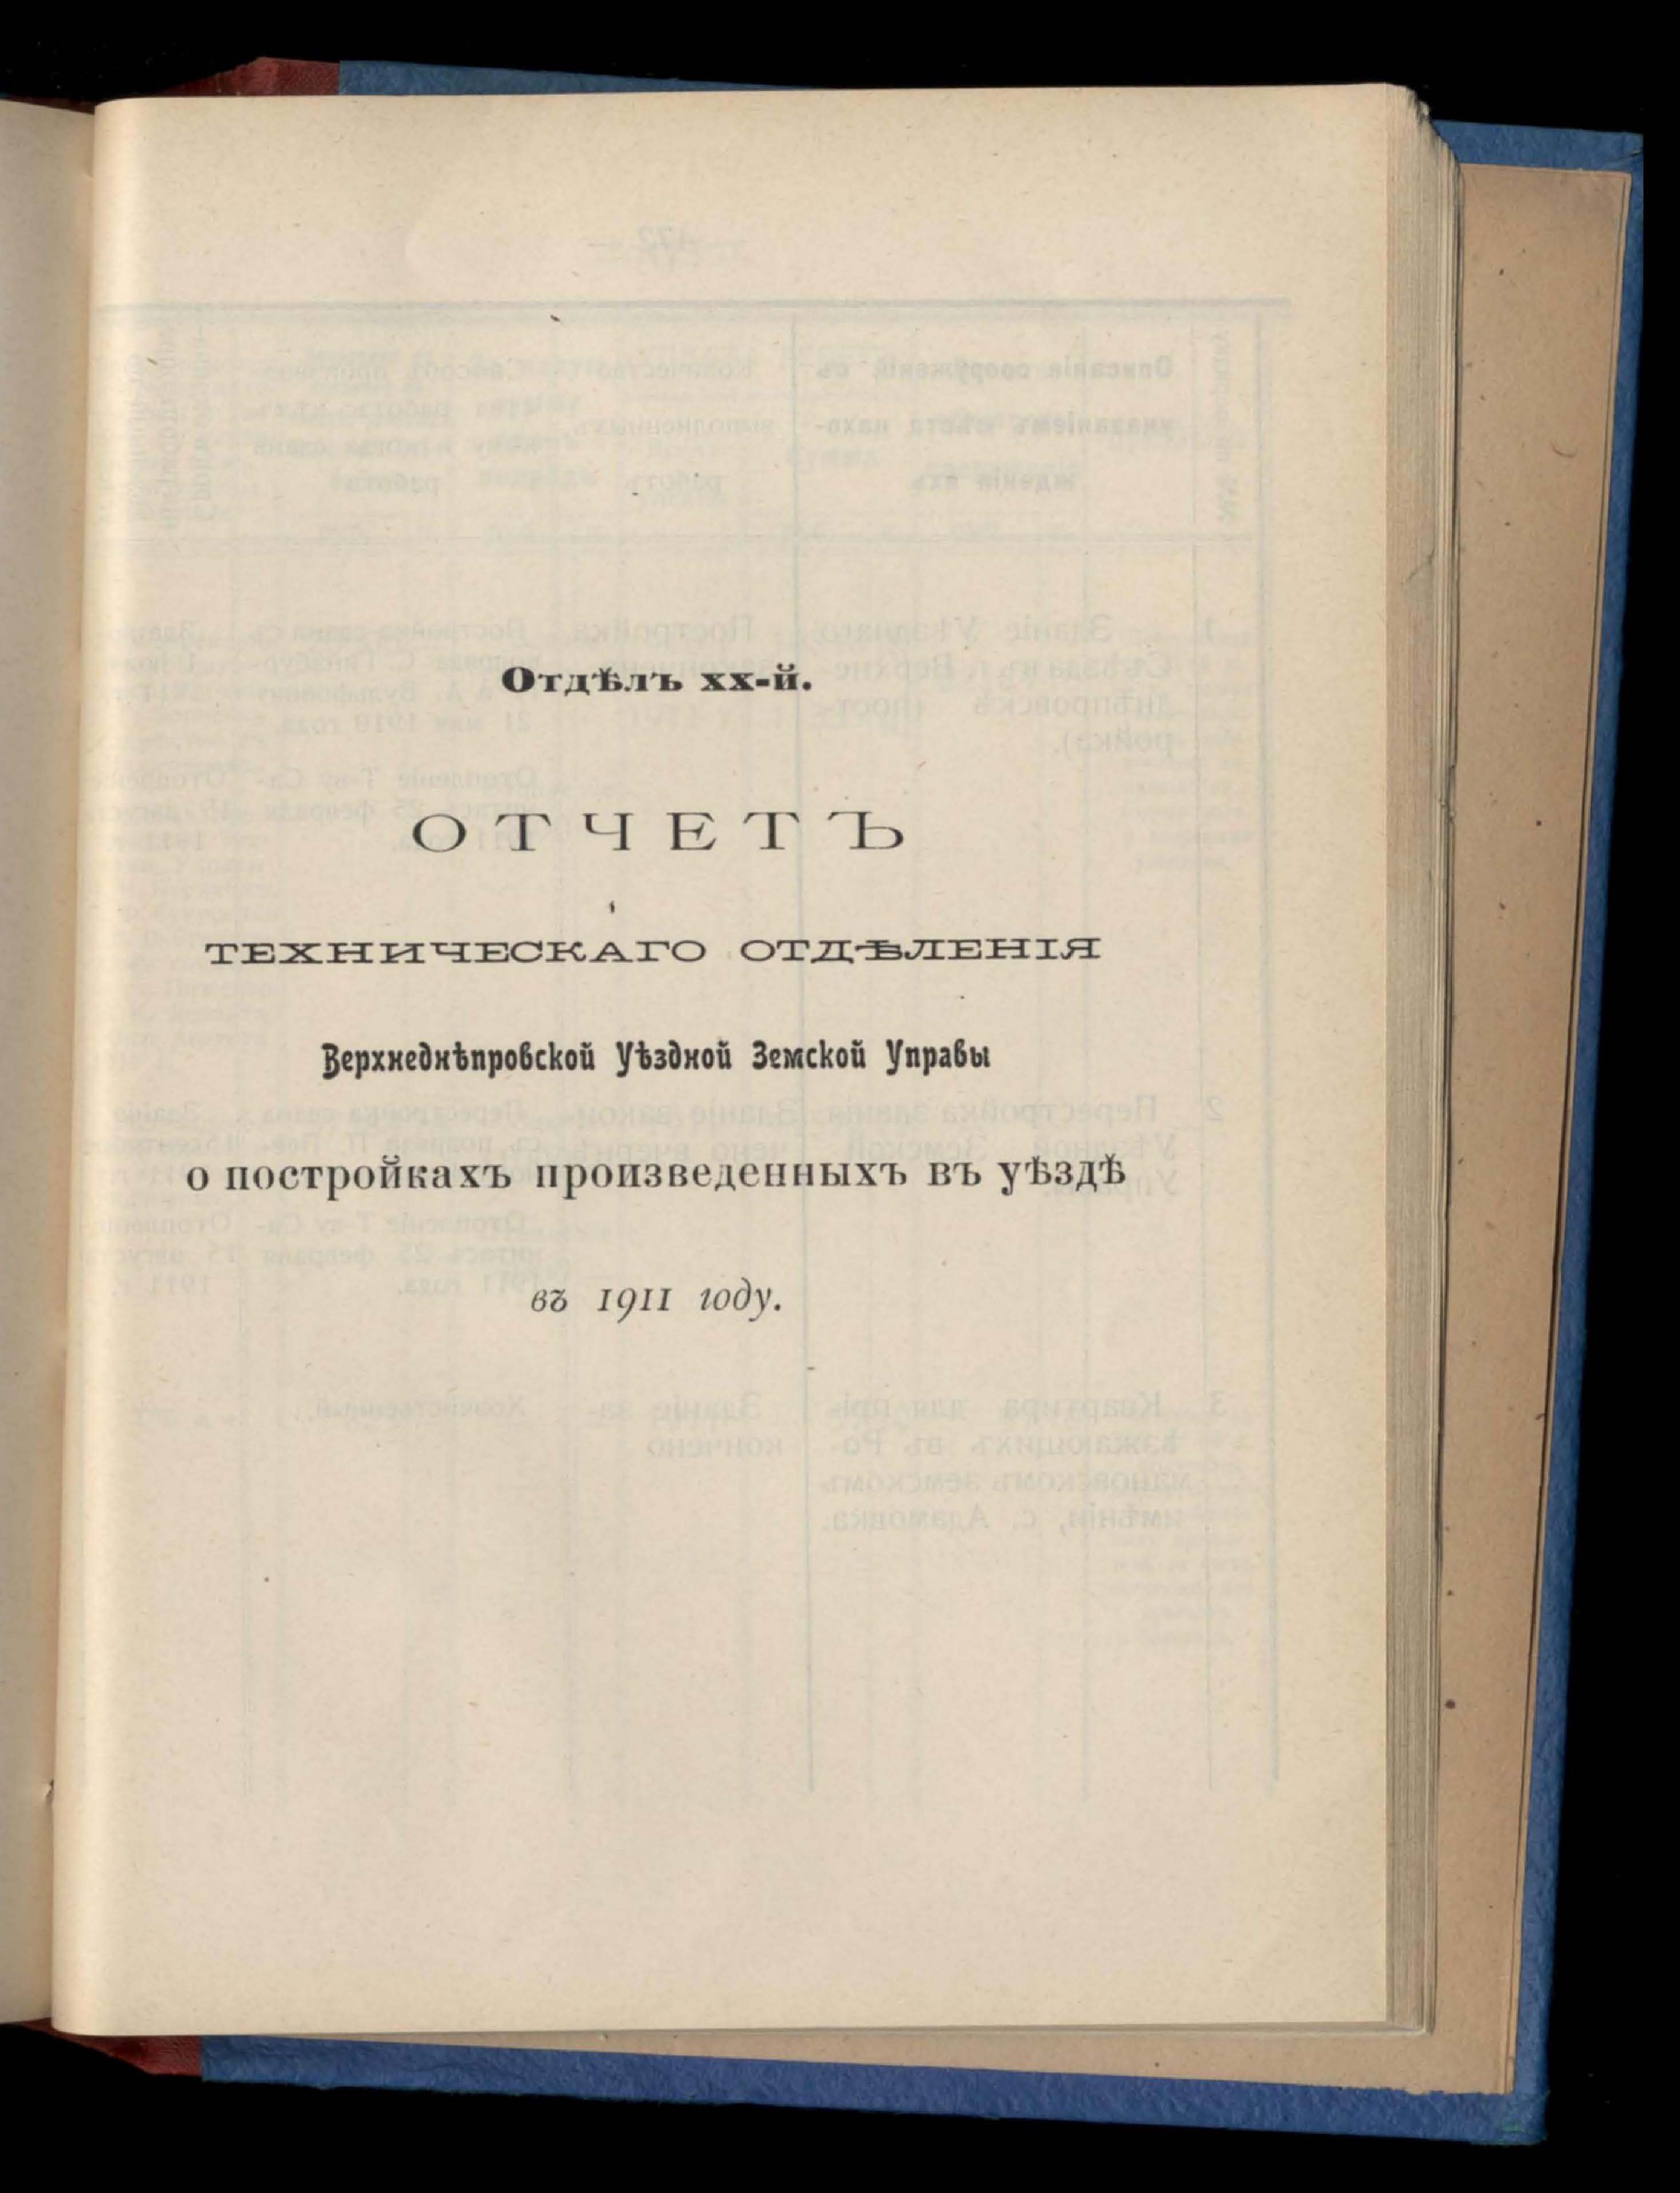 Отдѣлъ XX-й.
ОТЧЕТЪ
ТЕХНИЧЕСКАГО ОТДѢЛЕНІЯ
Верхнеднѣпровской Уѣздной Земской Управы
о постройкахъ произведенныхъ въ уѣздѣ
въ 1911 году.